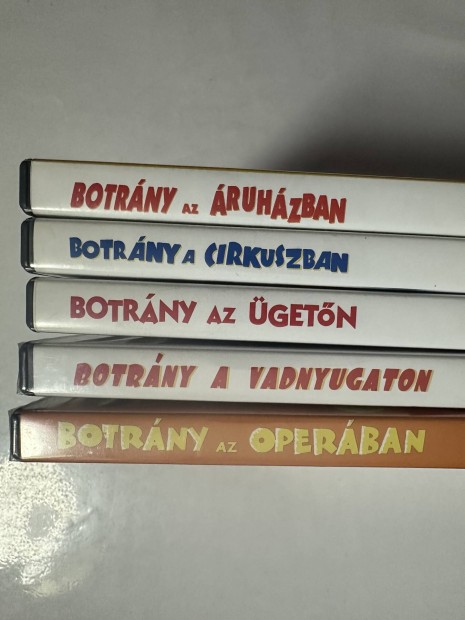 BOTRÁNY AZ ÁRUHÁZBAN
BOTRÁNY A CIRKUSZBAN
BOTRÁNY AZ ÜGETŐN
BOTRÁNY A VADNYUGATON
BOTRÁNY AZ OPERÁBAN